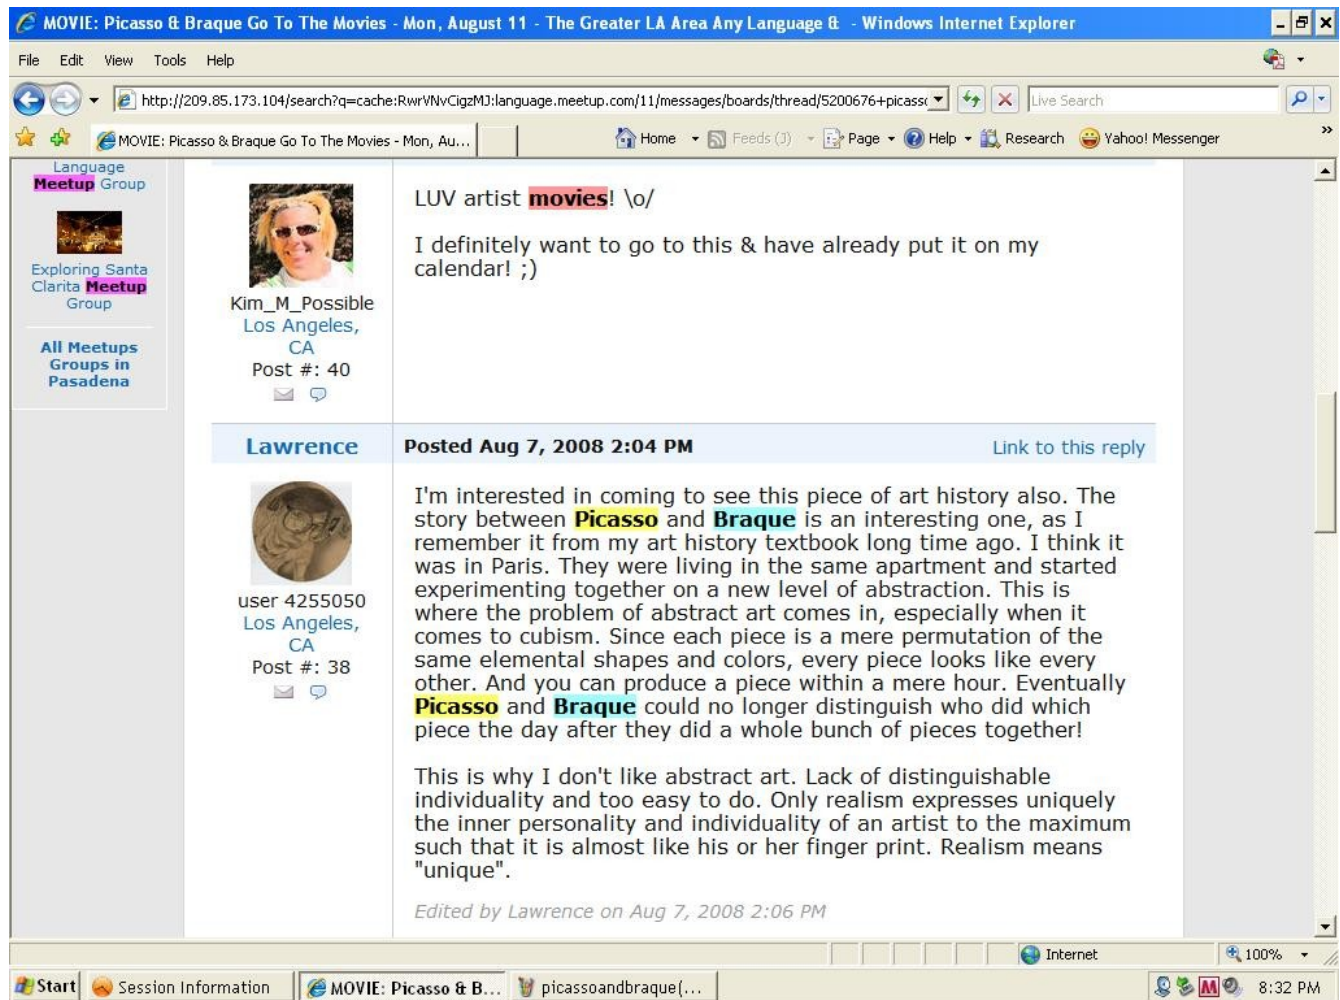 MOVIE: Picasso & Braque Go To The Movies - Mon, August 11 - The Greater LA Area Any Language & - Windows Internet Explorer
File Edit View Tools Help
http://209.85.173.104/search?q=cache:RwrVNvCigzMJ:language.meetup.com/11/messages/boards/thread/5200676+picass
Live Search
MOVIE: Picasso & Braque Go To The Movies - Mon, Au...
Home Feeds (J) Page Help Research Yahoo! Messenger »
Language
Meetup Group
Exploring Santa
Clarita Meetup
Group
All Meetups
Groups in
Pasadena
Kim_M_Possible
Los Angeles,
CA
Post #: 40
LUV artist movies! \o/
I definitely want to go to this & have already put it on my
calendar! ;)
Lawrence
Posted Aug 7, 2008 2:04 PM
Link to this reply
user 4255050
Los Angeles,
CA
Post #: 38
I'm interested in coming to see this piece of art history also. The
story between Picasso and Braque is an interesting one, as I
remember it from my art history textbook long time ago. I think it
was in Paris. They were living in the same apartment and started
experimenting together on a new level of abstraction. This is
where the problem of abstract art comes in, especially when it
comes to cubism. Since each piece is a mere permutation of the
same elemental shapes and colors, every piece looks like every
other. And you can produce a piece within a mere hour. Eventually
Picasso and Braque could no longer distinguish who did which
piece the day after they did a whole bunch of pieces together!
This is why I don't like abstract art. Lack of distinguishable
individuality and too easy to do. Only realism expresses uniquely
the inner personality and individuality of an artist to the maximum
such that it is almost like his or her finger print. Realism means
"unique".
Edited by Lawrence on Aug 7, 2008 2:06 PM
Internet
100%
Start
Session Information
MOVIE: Picasso & B...
picassoandbraque(...
8:32 PM